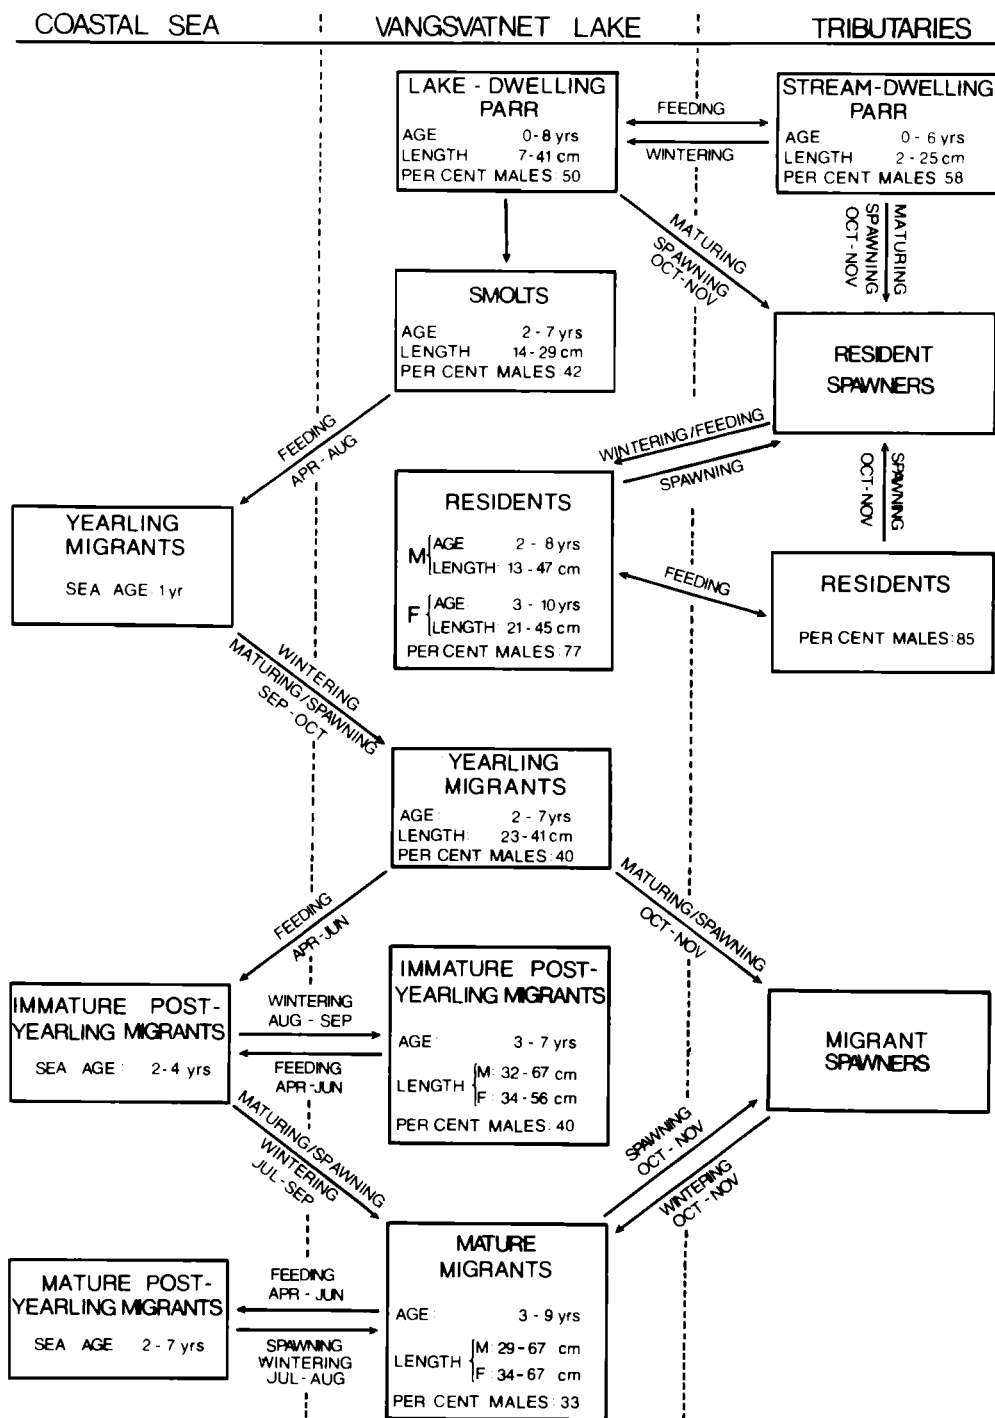 COASTAL SEA
VANGSVATNET LAKE
TRIBUTARIES
LAKE - DWELLING
PARR
AGE 0-8 yrs
LENGTH 7-41 cm
PER CENT MALES: 50
FEEDING
WINTERING
STREAM-DWELLING
PARR
AGE 0-6 yrs
LENGTH 2-25 cm
PER CENT MALES 58
MATURING
SPAWNING
OCT-NOV
MATURING
SPAWNING
OCT-NOV
SMOLTS
AGE 2-7 yrs
LENGTH 14-29 cm
PER CENT MALES: 42
RESIDENT
SPAWNERS
FEEDING
APR-AUG
WINTERING/FEEDING
SPAWNING
SPAWNING
OCT-NOV
YEARLING
MIGRANTS
SEA AGE: 1 yr
RESIDENTS
M AGE 2 - 8 yrs
LENGTH: 13 - 47 cm
F AGE: 3 - 10 yrs
LENGTH: 21-45 cm
PER CENT MALES: 77
FEEDING
RESIDENTS
PER CENT MALES: 85
WINTERING
MATURING/SPAWNING
SEP-OCT
YEARLING
MIGRANTS
AGE: 2 - 7 yrs
LENGTH: 23-41 cm
PER CENT MALES: 40
FEEDING
APR-JUN
MATURING/SPAWNING
OCT-NOV
IMMATURE POST-
YEARLING MIGRANTS
SEA AGE: 2-4 yrs
WINTERING
AUG - SEP
FEEDING
APR-JUN
IMMATURE POST-
YEARLING MIGRANTS
AGE: 3 - 7 yrs
LENGTH M: 32-67 cm
F: 34-56 cm
PER CENT MALES: 40
MIGRANT
SPAWNERS
MATURING/SPAWNING
WINTERING
JUL-SEP
SPAWNING
OCT-NOV
WINTERING
OCT-NOV
MATURE POST-
YEARLING MIGRANTS
SEA AGE 2-7 yrs
FEEDING
APR-JUN
SPAWNING
WINTERING
JUL-AUG
MATURE
MIGRANTS
AGE: 3 - 9 yrs
LENGTH M: 29-67 cm
F: 34-67 cm
PER CENT MALES: 33